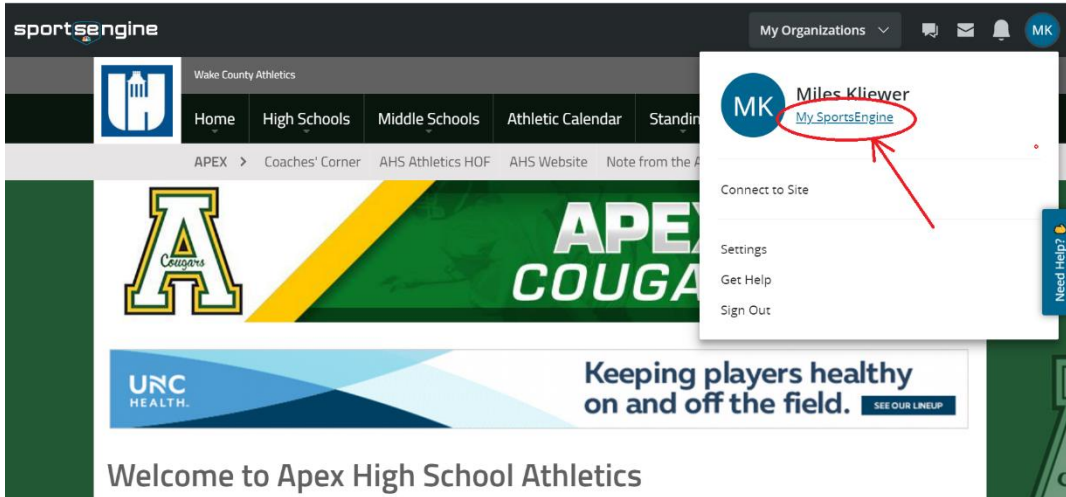 sportsengine
My Organizations
MK
Wake County Athletics
Home High Schools Middle Schools Athletic Calendar
MK
Miles Kliewer
My SportsEngine
APEX > Coaches' Corner AHS Athletics HOF AHS Website Note from the
Connect to Site
Settings
Get Help
Sign Out
Need Help?
A
Cougars
APEX
UNC
HEALTH.
Keeping players healthy
on and off the field. SEE OUR LINEUP
Welcome to Apex High School Athletics